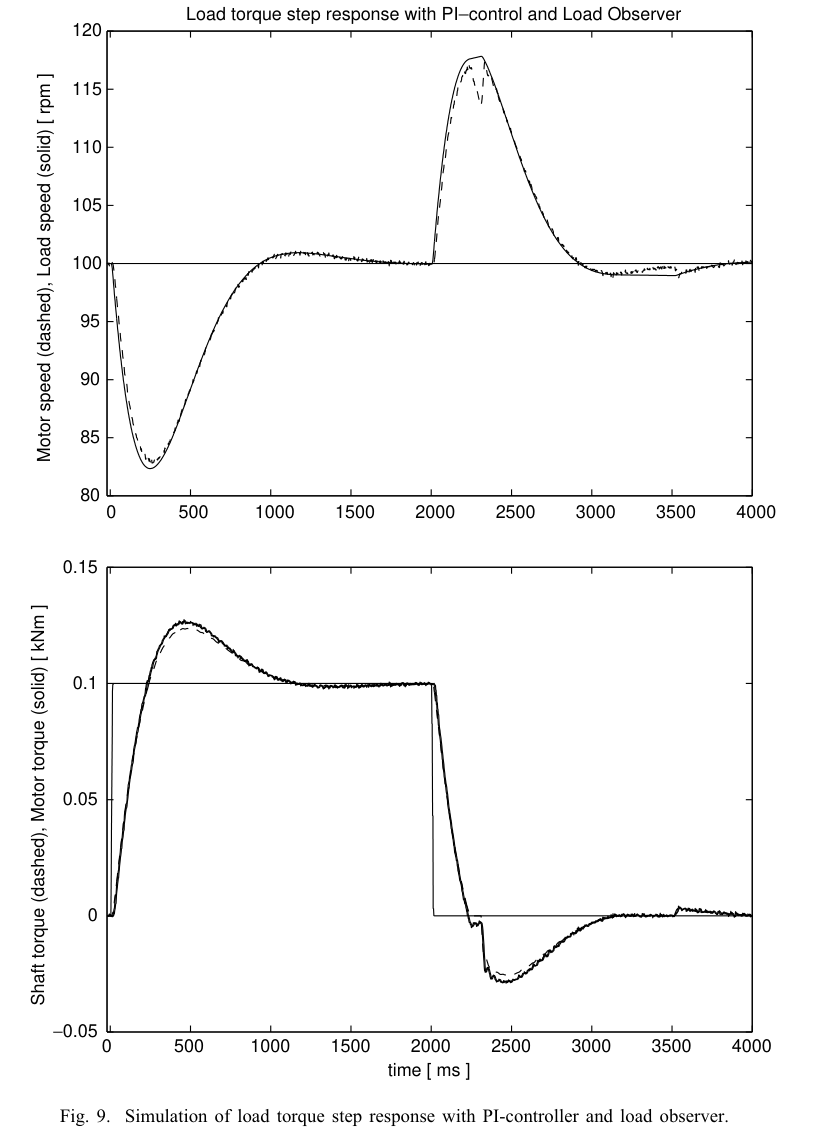 Load torque step response with PI–control and Load Observer
Motor speed (dashed), Load speed (solid) [ rpm ]
120
115
110
105
100
95
90
85
80
0 500 1000 1500 2000 2500 3000 3500 4000
Shaft torque (dashed), Motor torque (solid) [ kNm ]
0.15
0.1
0.05
0
−0.05
0 500 1000 1500 2000 2500 3000 3500 4000
time [ ms ]
Fig. 9. Simulation of load torque step response with PI-controller and load observer.